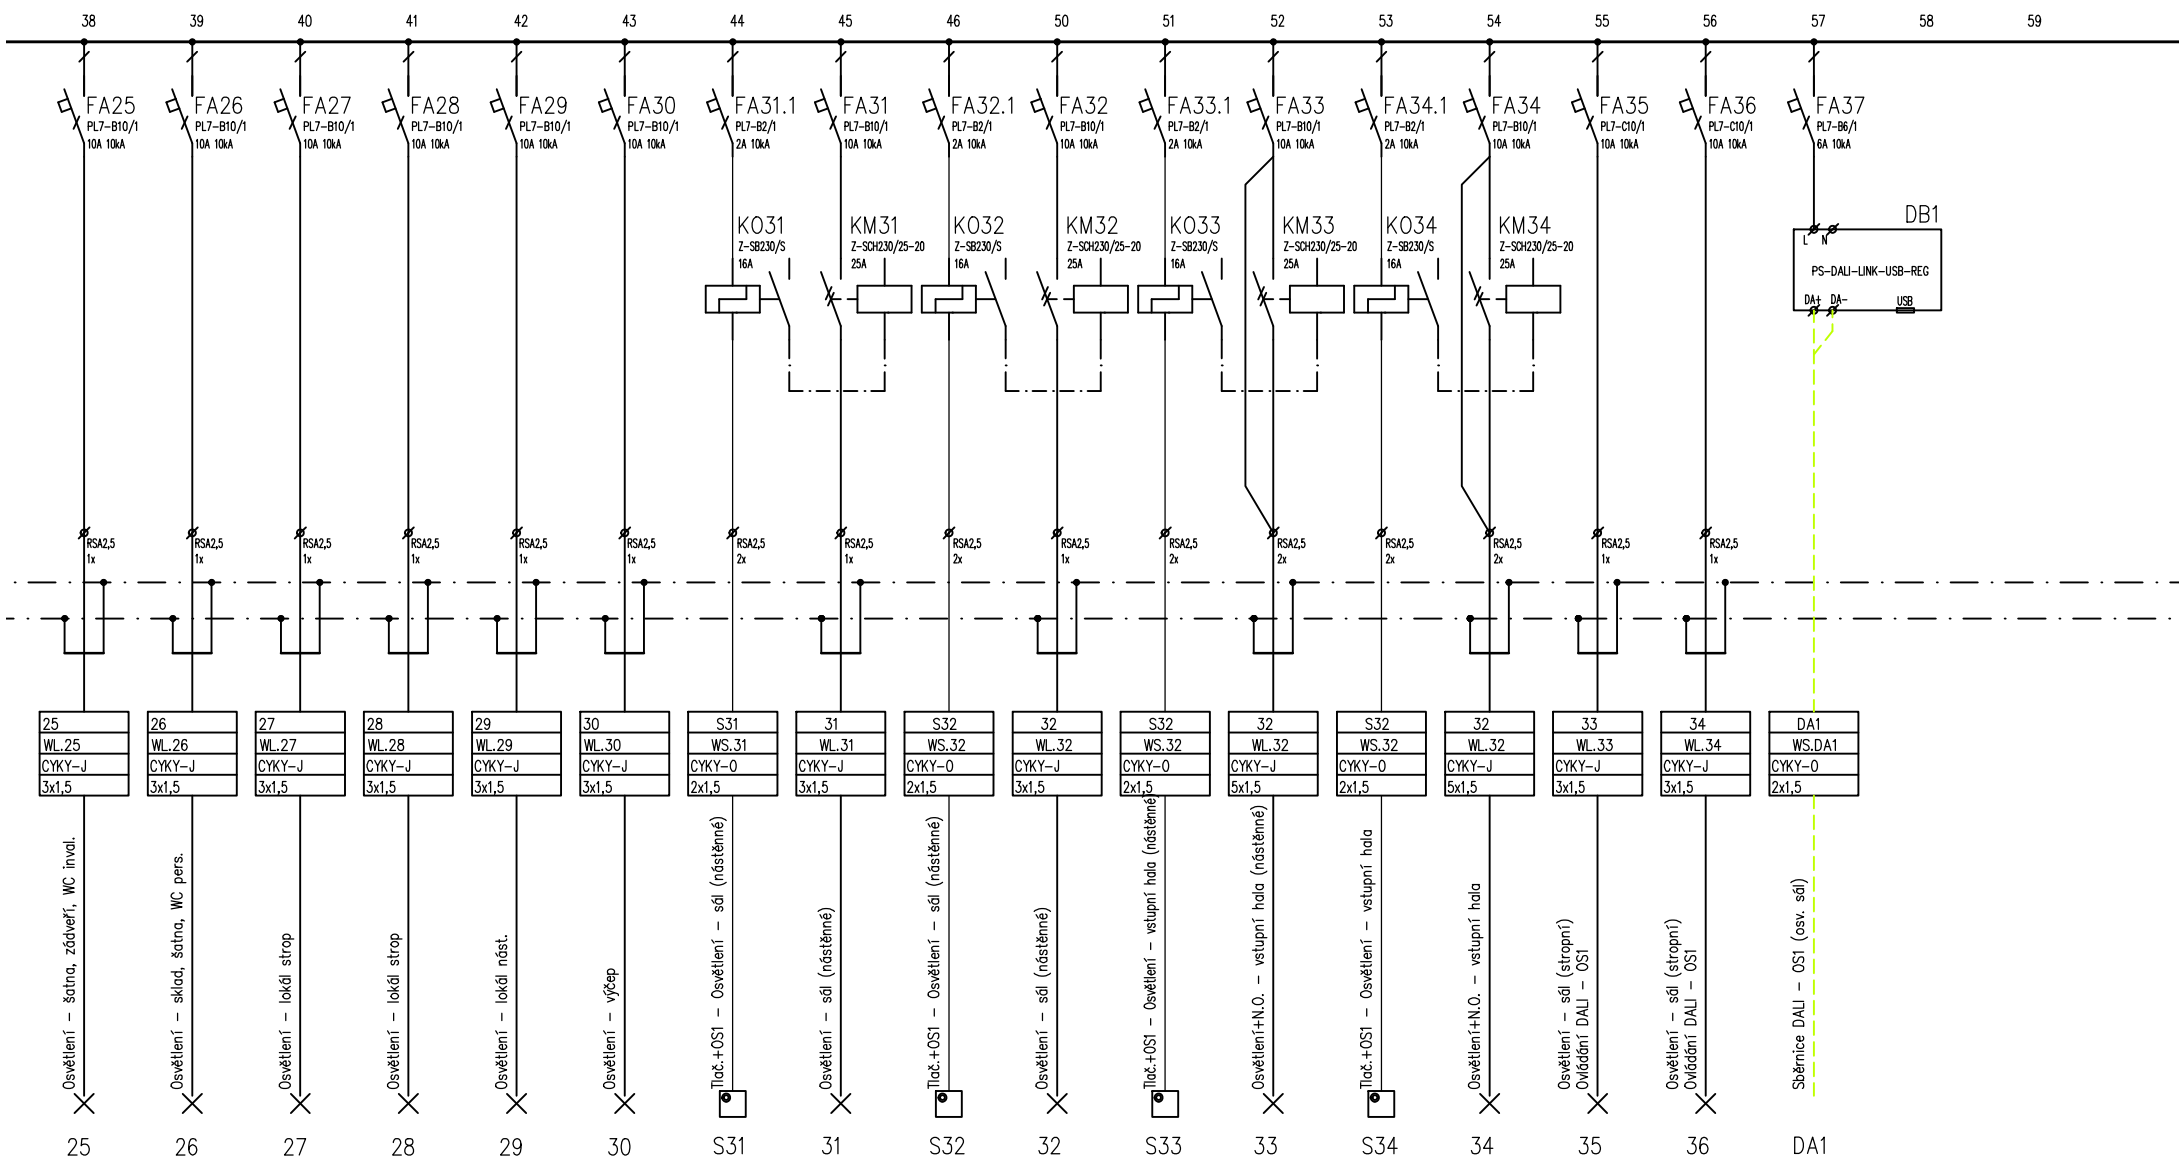 38 39 40 41 42 43 44 45 46 50 51 52 53 54 55 56 57 58 59
FA25 FA26 FA27 FA28 FA29 FA30 FA31.1 FA31 FA32.1 FA32 FA33.1 FA33 FA34.1 FA34 FA35 FA36 FA37
PL7-B10/1 PL7-B10/1 PL7-B10/1 PL7-B10/1 PL7-B10/1 PL7-B10/1 PL7-B2/1 PL7-B10/1 PL7-B2/1 PL7-B10/1 PL7-B2/1 PL7-B10/1 PL7-B2/1 PL7-B10/1 PL7-C10/1 PL7-C10/1 PL7-B6/1
10A 10kA 10A 10kA 10A 10kA 10A 10kA 10A 10kA 10A 10kA 2A 10kA 10A 10kA 2A 10kA 10A 10kA 2A 10kA 10A 10kA 2A 10kA 10A 10kA 10A 10kA 10A 10kA 6A 10kA
DB1
KO31 KM31 KO32 KM32 KO33 KM33 KO34 KM34
Z-SB230/S Z-SCH230/25-20 Z-SB230/S Z-SCH230/25-20 Z-SB230/S Z-SCH230/25-20 Z-SB230/S Z-SCH230/25-20
16A 25A 16A 25A 16A 25A 16A 25A
L N
PS-DALI-LINK-USB-REG
DA+ DA- USB
RSA2,5 RSA2,5 RSA2,5 RSA2,5 RSA2,5 RSA2,5 RSA2,5 RSA2,5 RSA2,5 RSA2,5 RSA2,5 RSA2,5 RSA2,5 RSA2,5 RSA2,5 RSA2,5
1x 1x 1x 1x 1x 1x 2x 1x 2x 1x 2x 2x 2x 2x 1x 1x
25 26 27 28 29 30 S31 31 S32 32 S32 32 S32 32 33 34 DA1
WL.25 WL.26 WL.27 WL.28 WL.29 WL.30 WS.31 WL.31 WS.32 WL.32 WS.32 WL.32 WS.32 WL.32 WL.33 WL.34 WS.DA1
CYKY-J CYKY-J CYKY-J CYKY-J CYKY-J CYKY-J CYKY-O CYKY-J CYKY-O CYKY-J CYKY-O CYKY-J CYKY-O CYKY-J CYKY-J CYKY-J CYKY-O
3x1,5 3x1,5 3x1,5 3x1,5 3x1,5 3x1,5 2x1,5 3x1,5 2x1,5 3x1,5 2x1,5 5x1,5 2x1,5 5x1,5 3x1,5 3x1,5 2x1,5
Osvětlení - šatna, zádveří, WC inval.
Osvětlení - sklad, šatna, WC pers.
Osvětlení - lokál strop
Osvětlení - lokál strop
Osvětlení - lokál nást.
Osvětlení - výčep
Tlač.+OS1 - Osvětlení - sál (nástěnné)
Osvětlení - sál (nástěnné)
Tlač.+OS1 - Osvětlení - sál (nástěnné)
Osvětlení - sál (nástěnné)
Tlač.+OS1 - Osvětlení - vstupní hala (nástěnné)
Osvětlení+N.O. - vstupní hala (nástěnné)
Tlač.+OS1 - Osvětlení - vstupní hala
Osvětlení+N.O. - vstupní hala
Osvětlení - sál (stropní)
Ovládání DALI - OS1
Osvětlení - sál (stropní)
Ovládání DALI - OS1
Sběrnice DALI - OS1 (osv. sál)
25 26 27 28 29 30 S31 31 S32 32 S33 33 S34 34 35 36 DA1